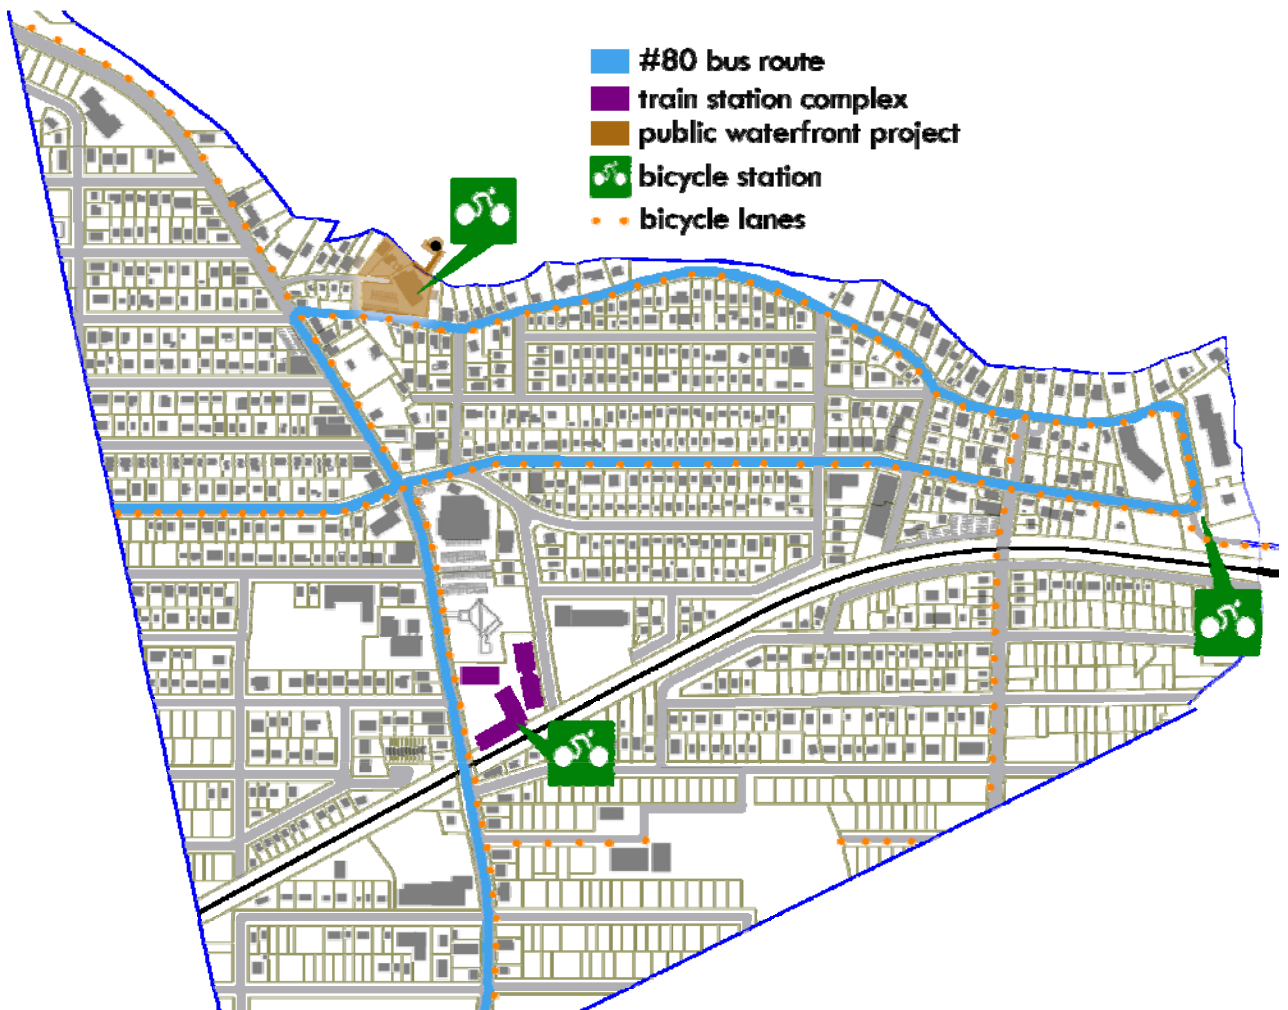 #80 bus route
train station complex
public waterfront project
bicycle station
bicycle lanes